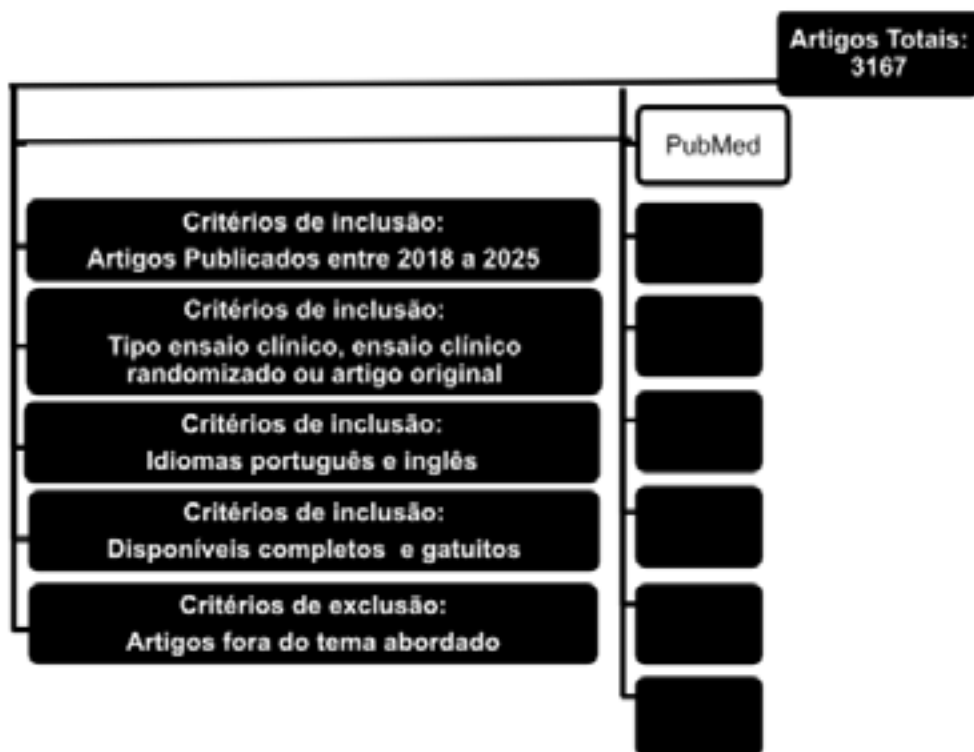 Artigos Totais:
3167
PubMed
Critérios de inclusão:
Artigos Publicados entre 2018 a 2025
Critérios de inclusão:
Tipo ensaio clínico, ensaio clínico
randomizado ou artigo original
Critérios de inclusão:
Idiomas português e inglês
Critérios de inclusão:
Disponíveis completos e gatuitos
Critérios de exclusão:
Artigos fora do tema abordado